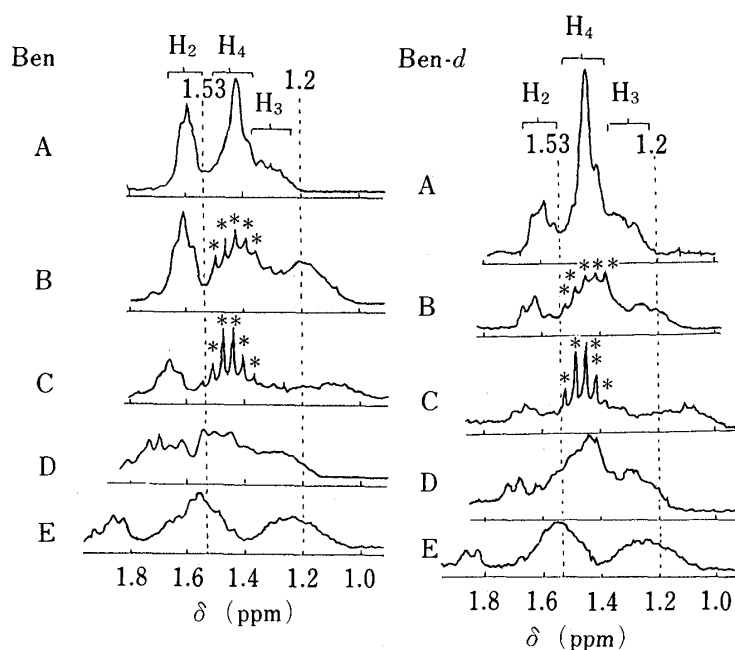 Ben
H₂
H₄
1.53
H₃
1.2
A
*
*
*
*
*
B
*
*
*
*
*
C
D
E
1.8
1.6
1.4
1.2
1.0
δ (ppm)
Ben-d
H₄
H₂
H₃
1.53
1.2
A
*
*
*
*
*
B
*
*
*
*
*
C
D
E
1.8
1.6
1.4
1.2
1.0
δ (ppm)